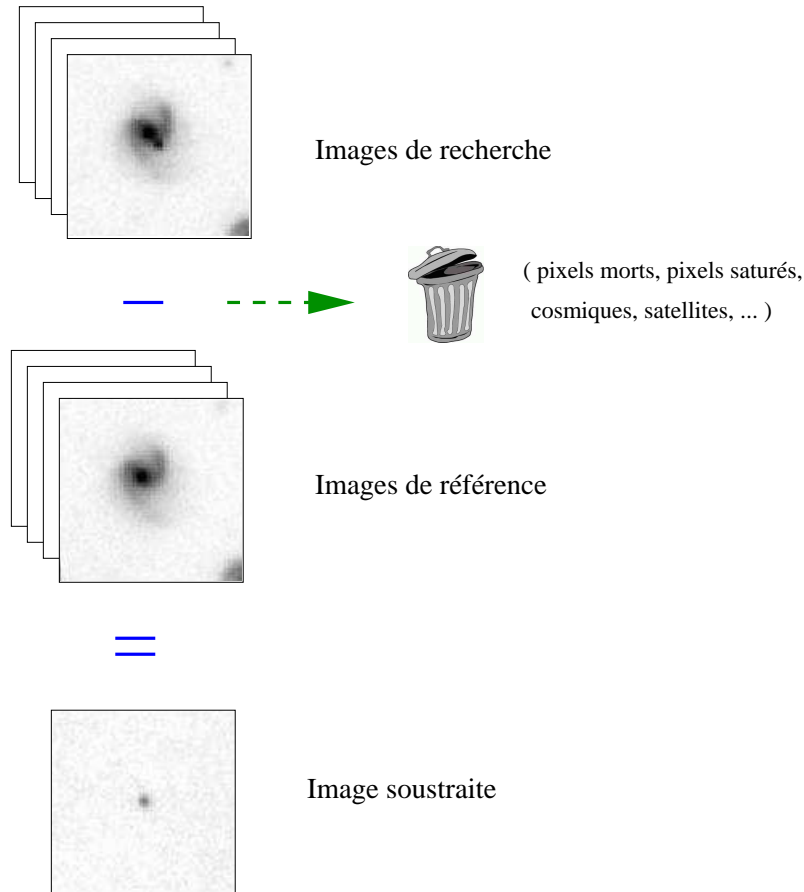 Images de recherche
( pixels morts, pixels saturés,
cosmiques, satellites, ... )
Images de référence
Image soustraite